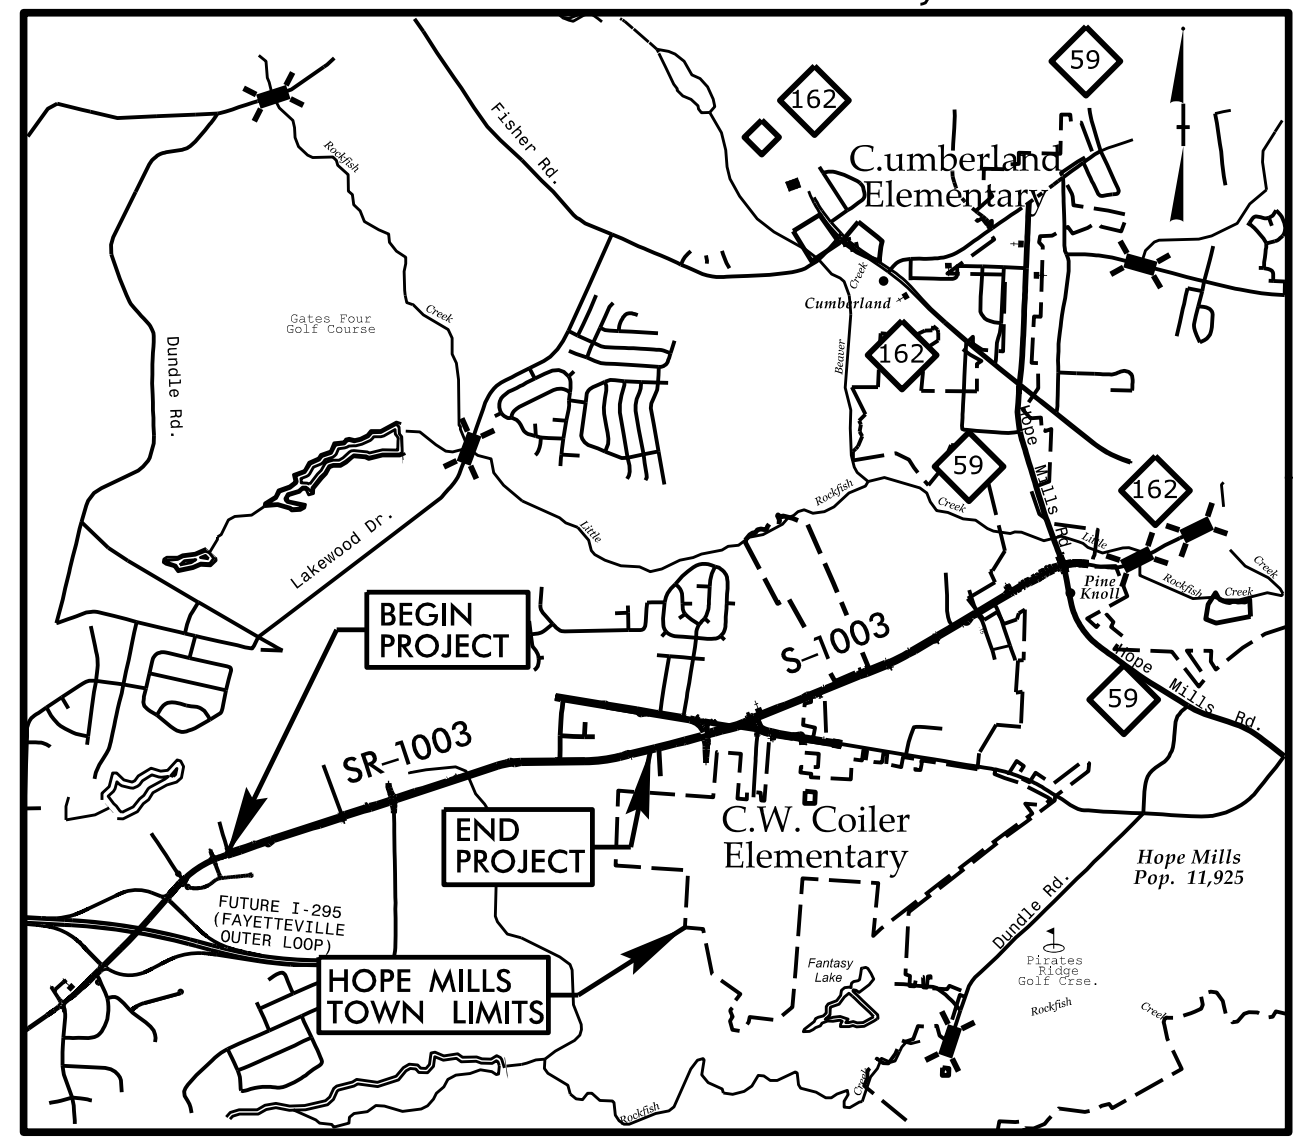 59
162
C.umberland
Elementary
Fisher Rd.
Rockfish
Creek
Creek
Cumberland
Gates Four
Golf Course
Dundle Rd.
162
Beaver
Hope Mills Rd
59
162
Rockfish
Creek
Little
Lakewood Dr.
Little
Creek
Rockfish
Creek
Pine
Knoll
BEGIN
PROJECT
S-1003
Hope Mills Rd.
59
SR-1003
END
PROJECT
C.W. Coiler
Elementary
Hope Mills
Pop. 11,925
FUTURE I-295
(FAYETTEVILLE
OUTER LOOP)
Dundle Rd.
HOPE MILLS
TOWN LIMITS
Fantasy
Lake
Pirates
Ridge
Golf Crse.
Rockfish
Creek
Creek
Rockfish